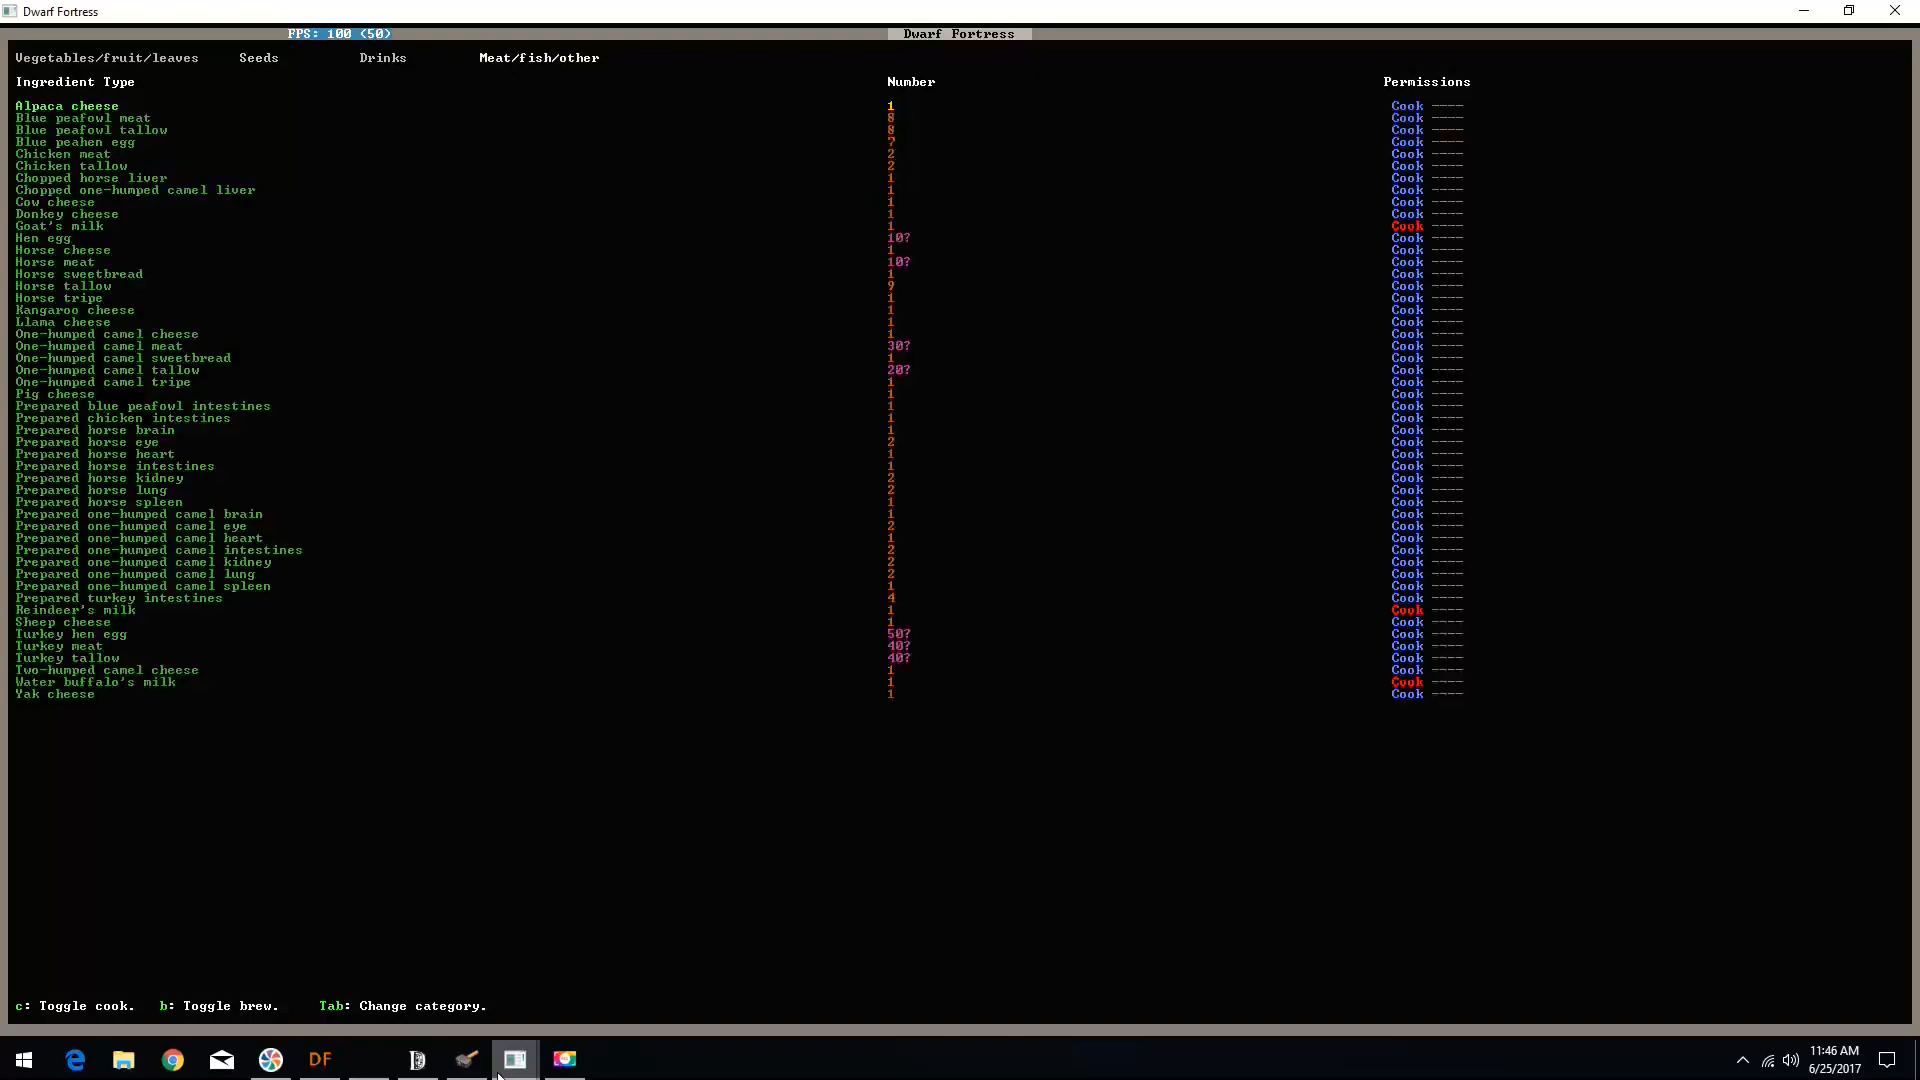 Dwarf Fortress
FPS: 100 (50) Dwarf Fortress
Vegetables/fruit/leaves Seeds Drinks Meat/fish/other
Ingredient Type Number Permissions
Alpaca cheese 1 Cook ----
Blue peafowl meat 8 Cook ----
Blue peafowl tallow 8 Cook ----
Blue peahen egg 7 Cook ----
Chicken meat 2 Cook ----
Chicken tallow 2 Cook ----
Chopped horse liver 1 Cook ----
Chopped one-humped camel liver 1 Cook ----
Cow cheese 1 Cook ----
Donkey cheese 1 Cook ----
Goat's milk 1 Cook ----
Hen egg 10? Cook ----
Horse cheese 1 Cook ----
Horse meat 10? Cook ----
Horse sweetbread 1 Cook ----
Horse tallow 9 Cook ----
Horse tripe 1 Cook ----
Kangaroo cheese 1 Cook ----
Llama cheese 1 Cook ----
One-humped camel cheese 1 Cook ----
One-humped camel meat 30? Cook ----
One-humped camel sweetbread 1 Cook ----
One-humped camel tallow 20? Cook ----
One-humped camel tripe 1 Cook ----
Pig cheese 1 Cook ----
Prepared blue peafowl intestines 1 Cook ----
Prepared chicken intestines 1 Cook ----
Prepared horse brain 1 Cook ----
Prepared horse eye 2 Cook ----
Prepared horse heart 1 Cook ----
Prepared horse intestines 1 Cook ----
Prepared horse kidney 2 Cook ----
Prepared horse lung 2 Cook ----
Prepared horse spleen 1 Cook ----
Prepared one-humped camel brain 1 Cook ----
Prepared one-humped camel eye 2 Cook ----
Prepared one-humped camel heart 1 Cook ----
Prepared one-humped camel intestines 2 Cook ----
Prepared one-humped camel kidney 2 Cook ----
Prepared one-humped camel lung 2 Cook ----
Prepared one-humped camel spleen 1 Cook ----
Prepared turkey intestines 4 Cook ----
Reindeer's milk 1 Cook ----
Sheep cheese 1 Cook ----
Turkey hen egg 50? Cook ----
Turkey meat 40? Cook ----
Turkey tallow 40? Cook ----
Two-humped camel cheese 1 Cook ----
Water buffalo's milk 1 Cook ----
Yak cheese 1 Cook ----
c: Toggle cook. b: Toggle brew. Tab: Change category.
DF
11:46 AM
6/25/2017